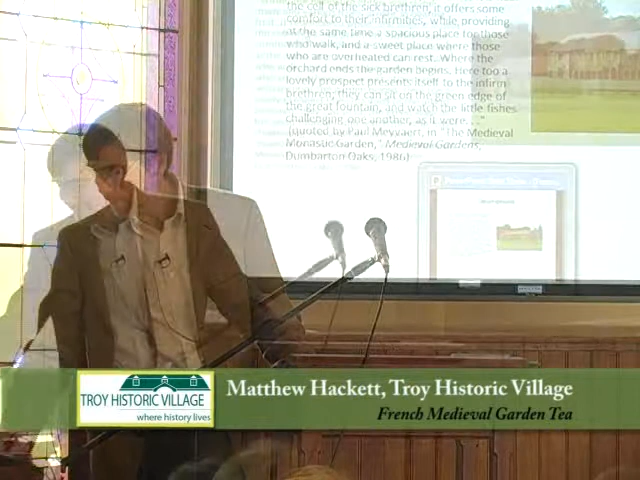 the cell of the sick brethren, it offers some
comfort to their infirmities, while providing
at the same time a spacious place for those
who walk, and a sweet place where those
who are overheated can rest. Where the
orchard ends the garden begins. Here too a
lovely prospect presents itself to the infirm
brethren; they can sit on the green edge of
the great fountain, and watch the little fishes
challenging one another, as it were. . ."
(quoted by Paul Meyvaert, in "The Medieval
Monastic Garden," Medieval Gardens,
Dumbarton Oaks, 1986)
TROY HISTORIC VILLAGE
where history lives
Matthew Hackett, Troy Historic Village
French Medieval Garden Tea